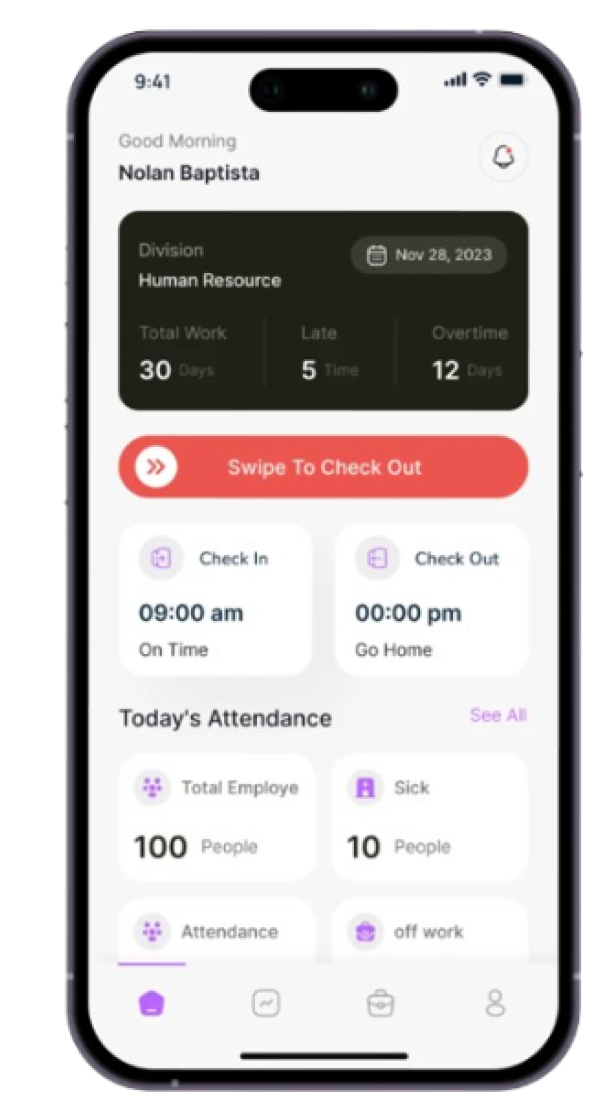 9:41
Good Morning
Nolan Baptista
Division
Nov 28, 2023
Human Resource
Total Work Late Overtime
30 Days 5 Time 12 Days
Swipe To Check Out
Check In Check Out
09:00 am 00:00 pm
On Time Go Home
Today's Attendance See All
Total Employe Sick
100 People 10 People
Attendance off work